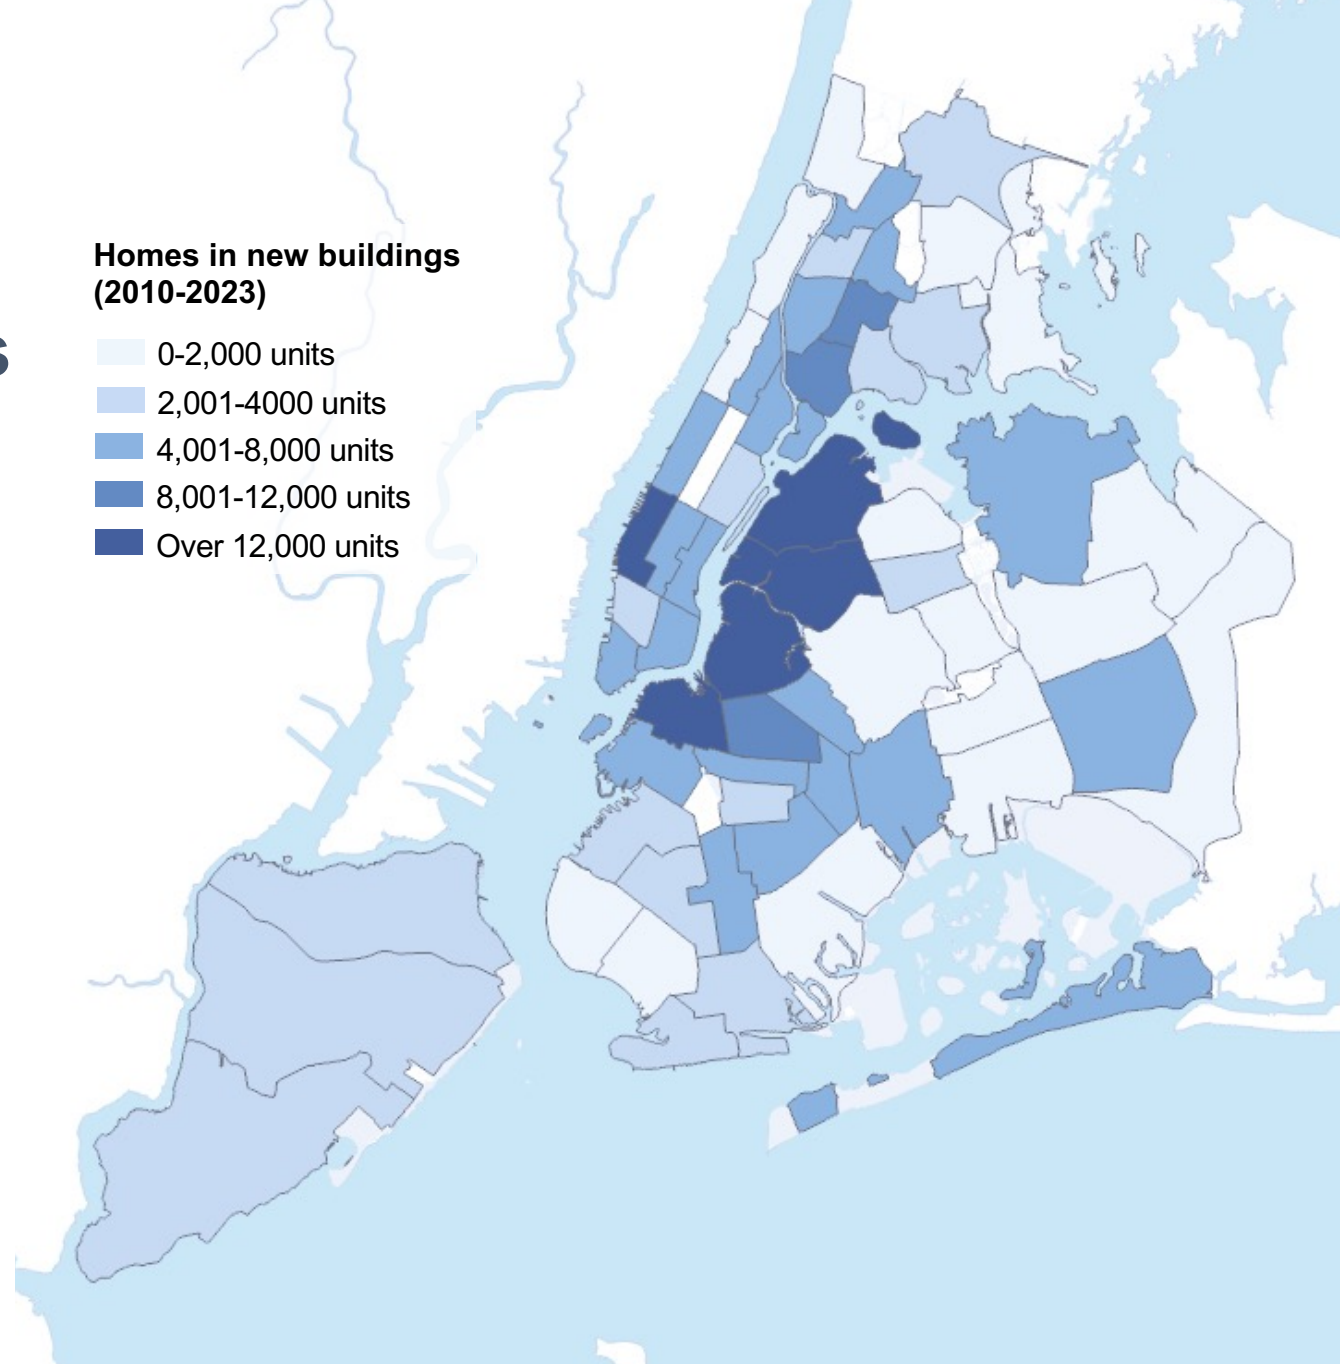 Homes in new buildings
(2010-2023)
s
0-2,000 units
2,001-4000 units
4,001-8,000 units
8,001-12,000 units
Over 12,000 units